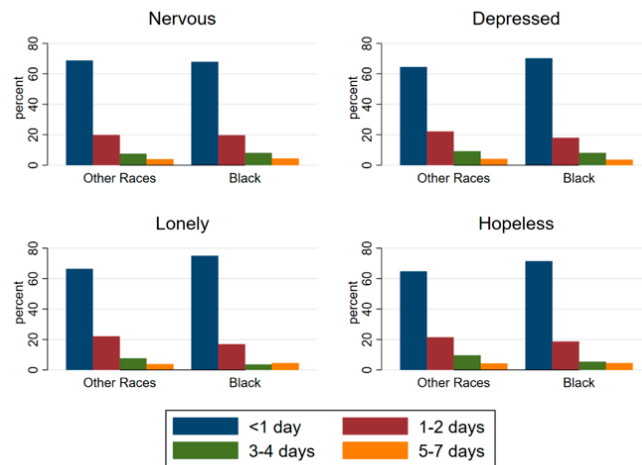 Nervous
Depressed
percent
0 20 40 60 80
Other Races Black
percent
0 20 40 60 80
Other Races Black
Lonely
Hopeless
percent
0 20 40 60 80
Other Races Black
percent
0 20 40 60 80
Other Races Black
<1 day
1-2 days
3-4 days
5-7 days